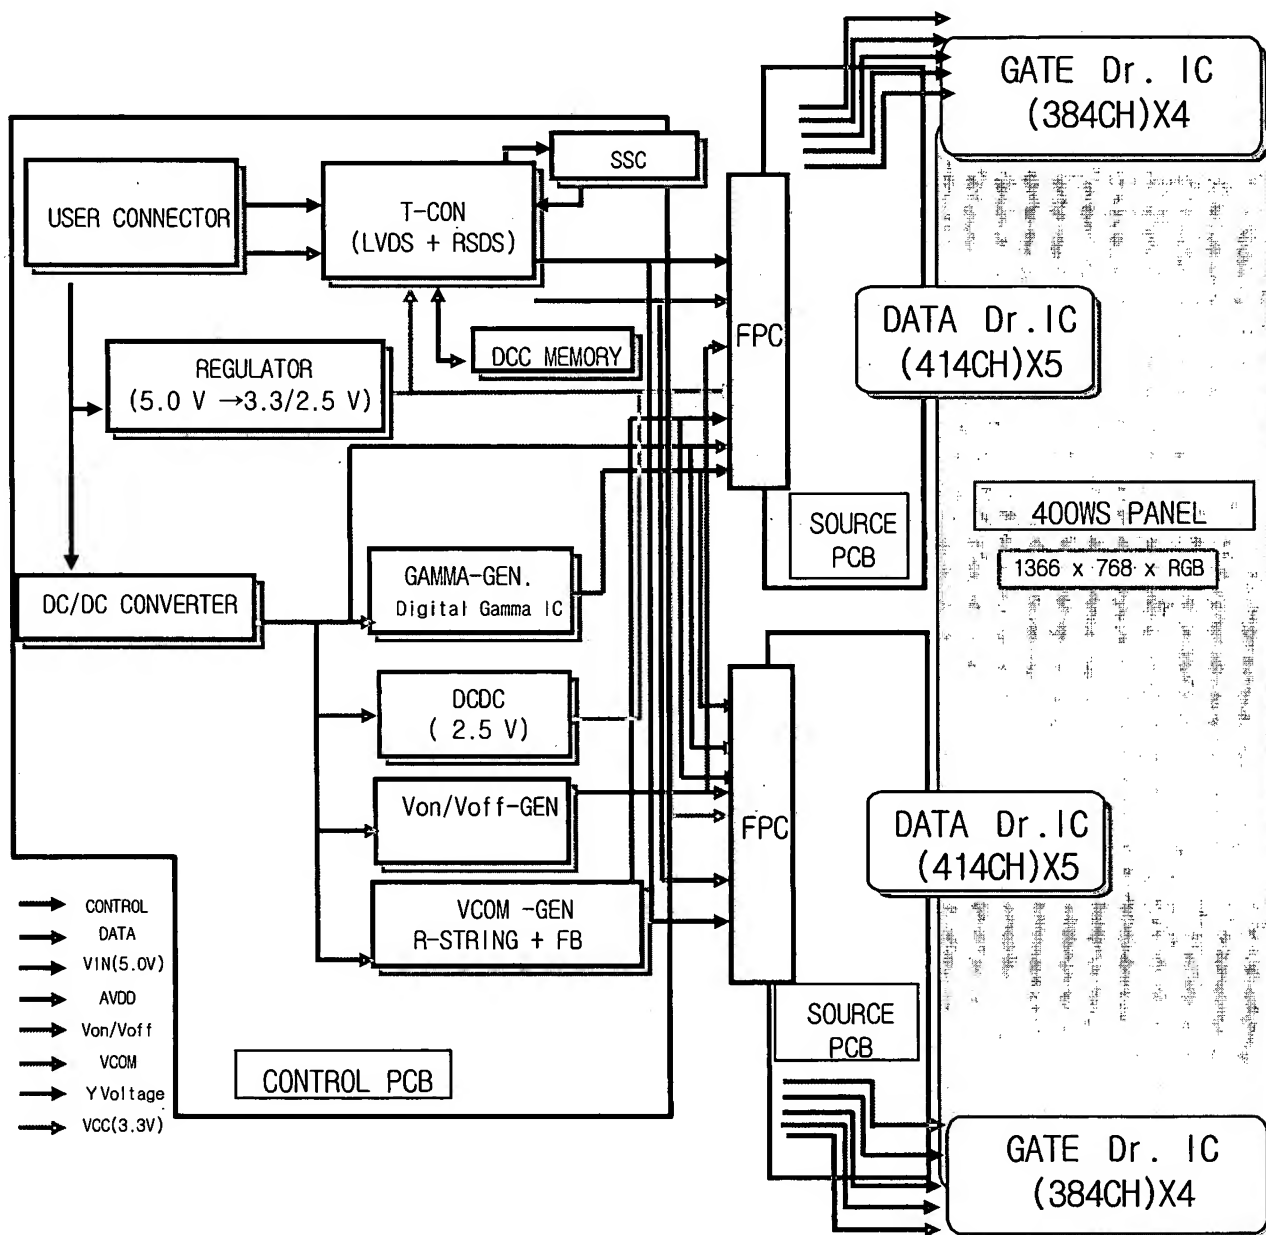 GATE Dr. IC
(384CH)X4
SSC
USER CONNECTOR
T-CON
(LVDS + RSDS)
FPC
DATA Dr.IC
(414CH)X5
DCC MEMORY
REGULATOR
(5.0 V →3.3/2.5 V)
SOURCE
PCB
400WS PANEL
1366 x 768 x RGB
GAMMA-GEN.
Digital Gamma IC
DC/DC CONVERTER
DCDC
( 2.5 V)
Von/Voff-GEN
FPC
DATA Dr.IC
(414CH)X5
VCOM -GEN
R-STRING + FB
CONTROL
DATA
VIN(5.0V)
AVDD
Von/Voff
VCOM
Y Voltage
VCC(3.3V)
CONTROL PCB
SOURCE
PCB
GATE Dr. IC
(384CH)X4